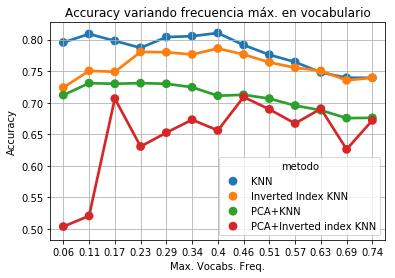 Accuracy variando frecuencia máx. en vocabulario
Accuracy
0.80
0.75
0.70
0.65
0.60
0.55
0.50
metodo
KNN
Inverted Index KNN
PCA+KNN
PCA+Inverted index KNN
0.06 0.11 0.17 0.23 0.29 0.34 0.4 0.46 0.51 0.57 0.63 0.69 0.74
Max. Vocabs. Freq.